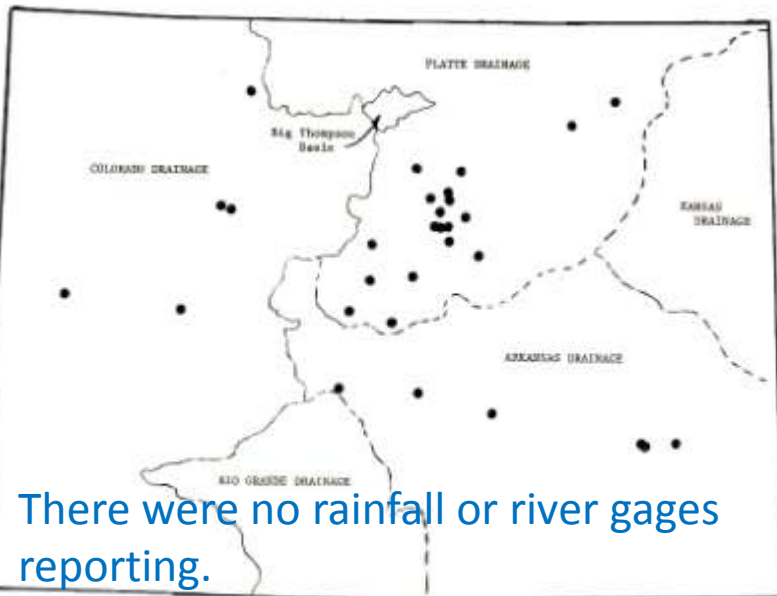 PLATTE DRAINAGE
Big Thompson
Basin
COLORADO DRAINAGE
KANSAS
DRAINAGE
ARKANSAS DRAINAGE
RIO GRANDE DRAINAGE
There were no rainfall or river gages
reporting.